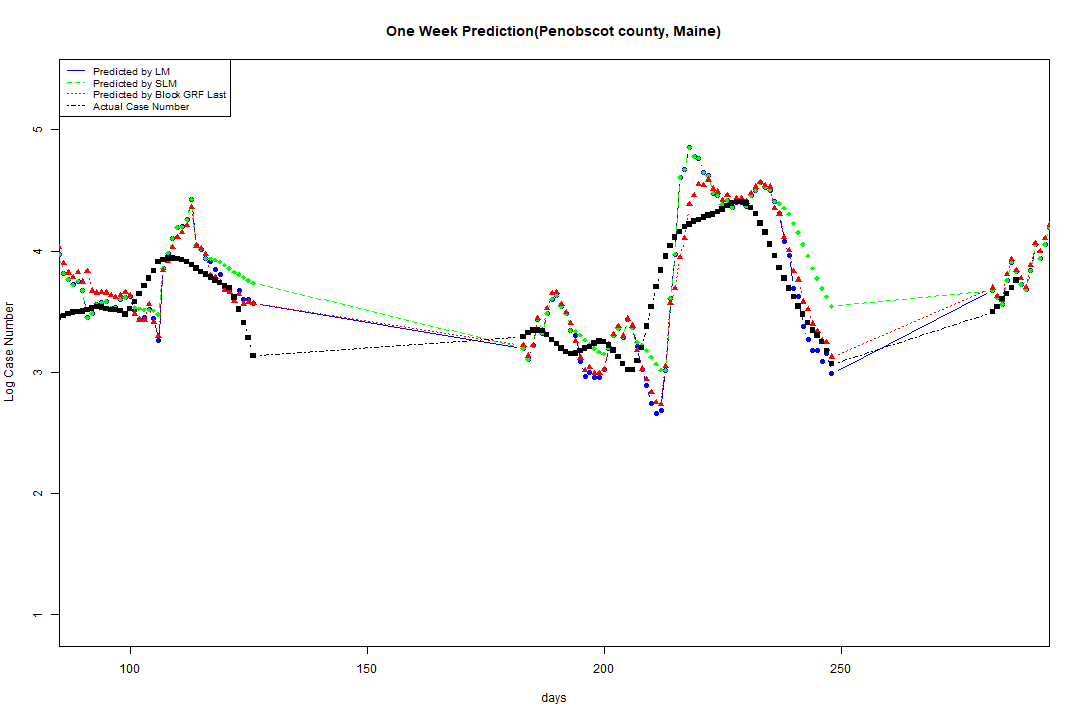 One Week Prediction(Penobscot county, Maine)
Predicted by LM
Predicted by SLM
Predicted by Block GRF Last
Actual Case Number
5
4
3
2
1
Log Case Number
100 150 200 250
days